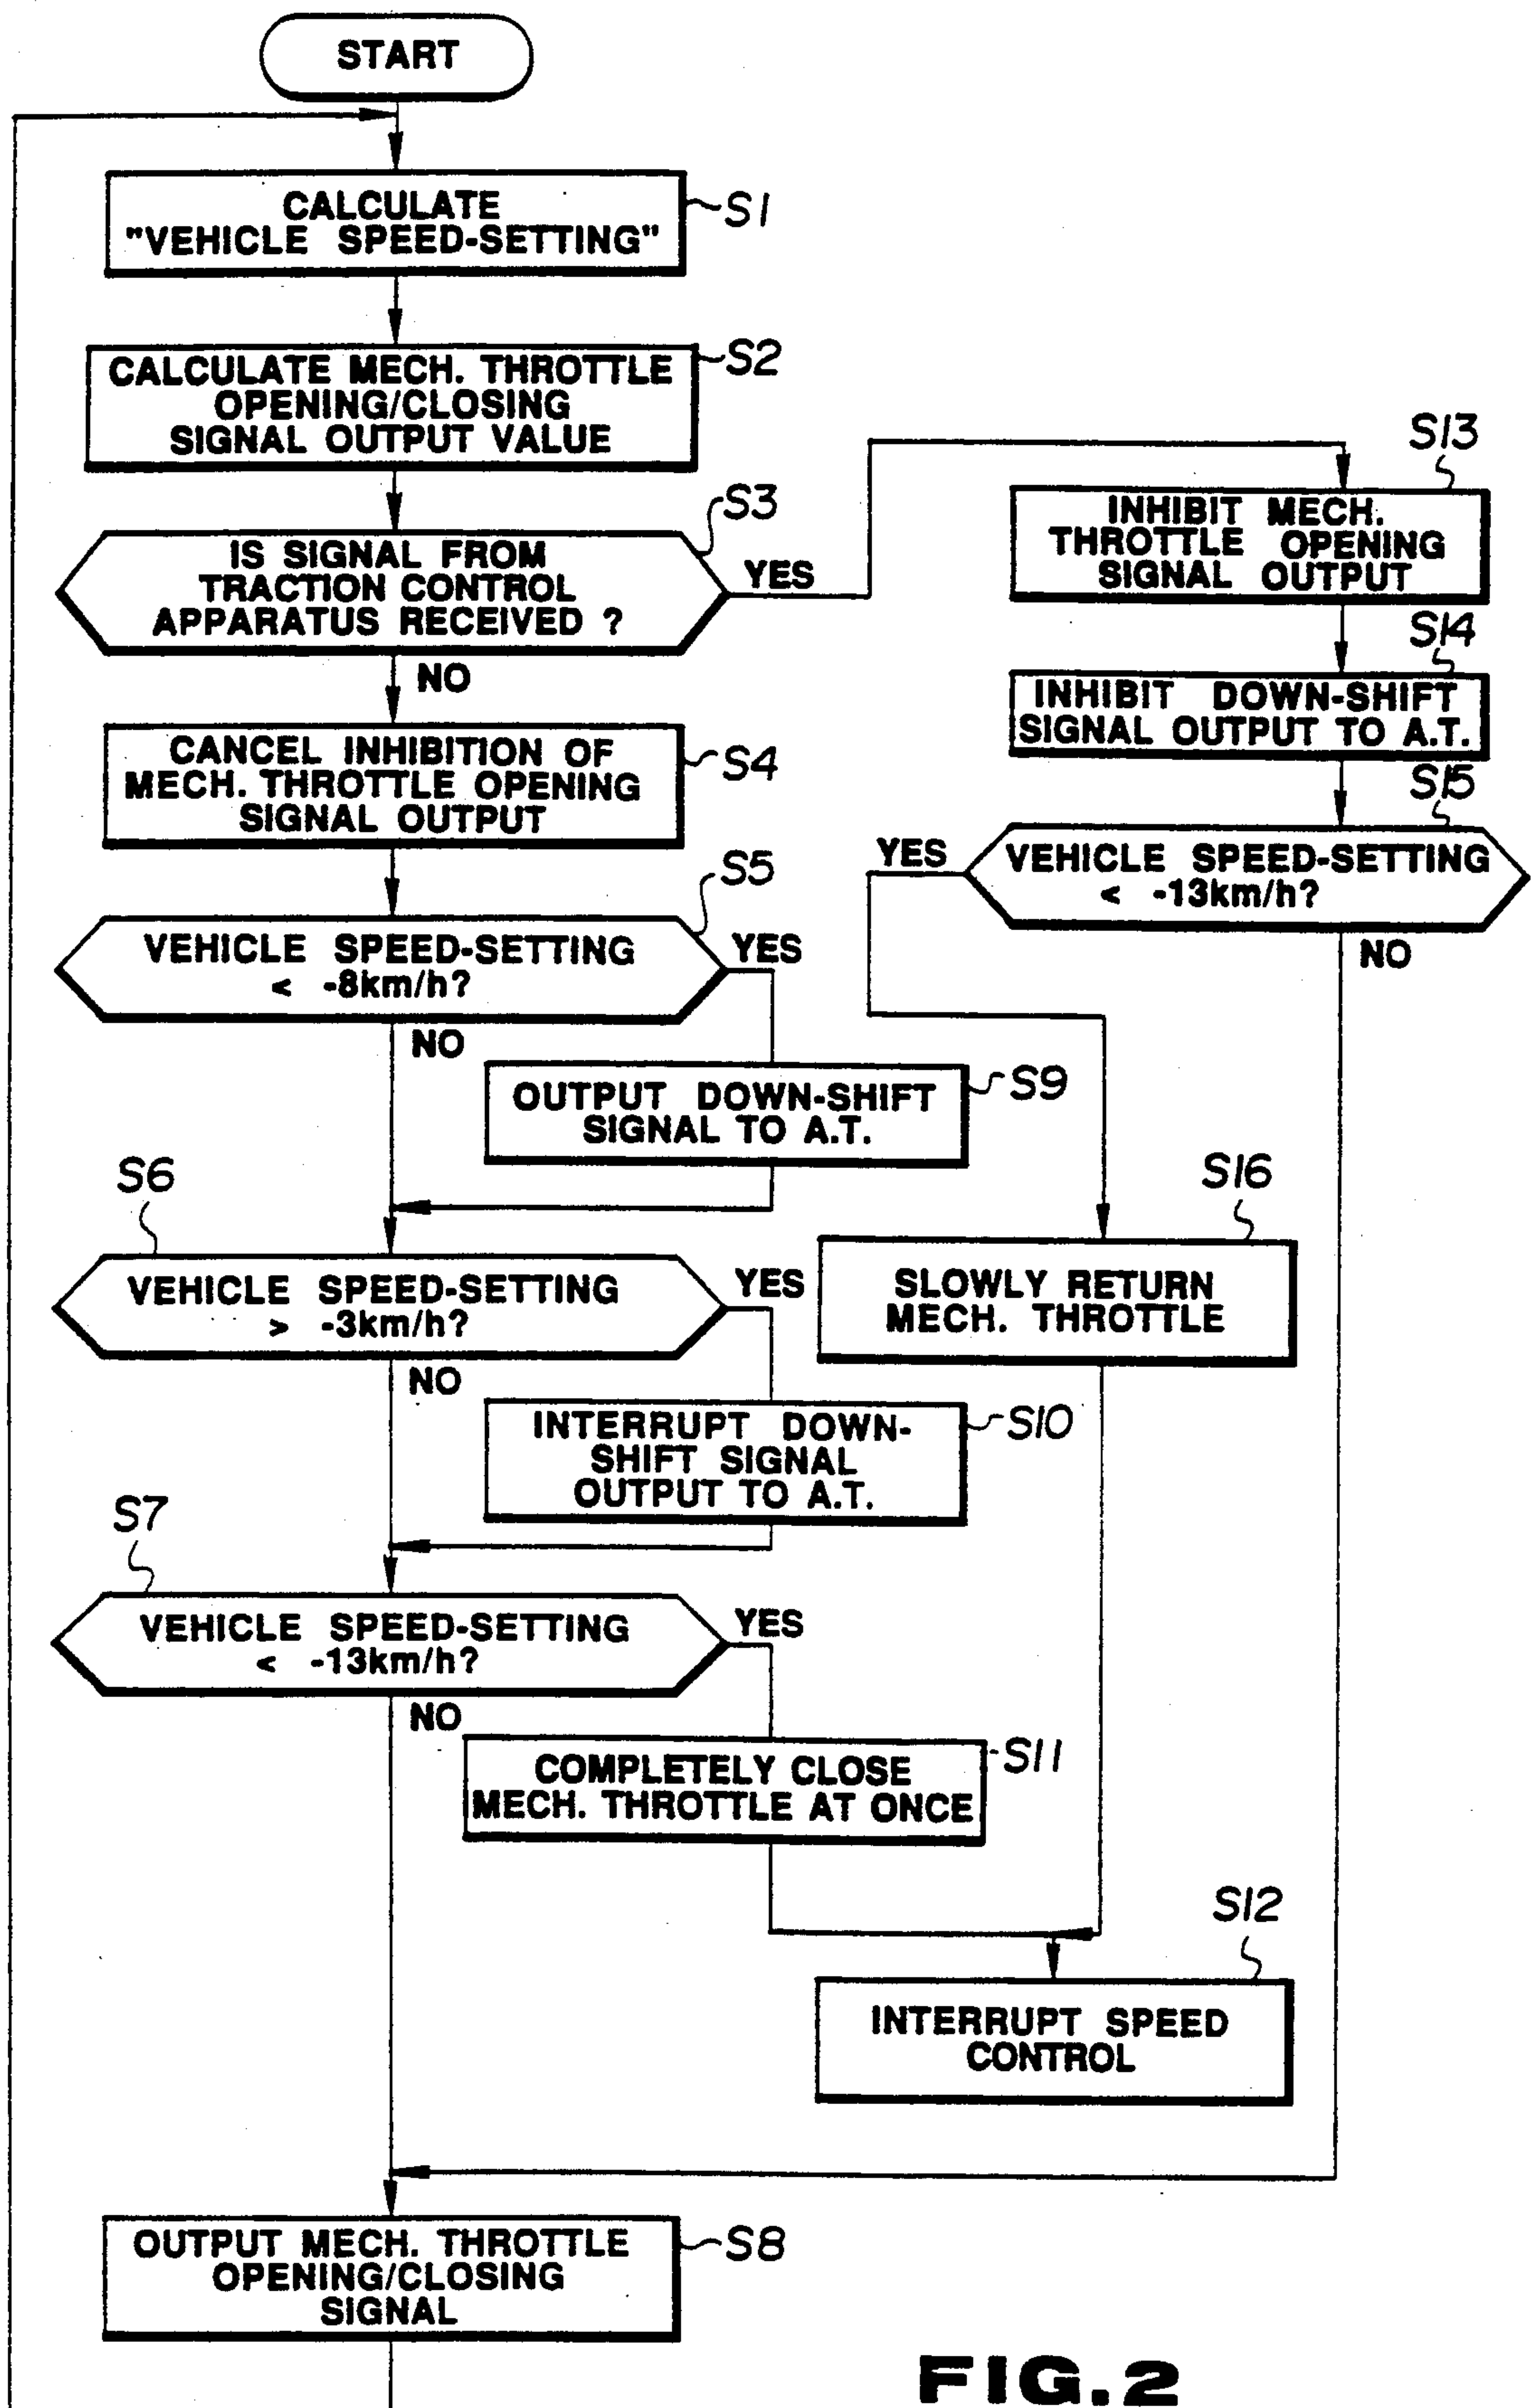 START
CALCULATE
"VEHICLE SPEED-SETTING"
S1
CALCULATE MECH. THROTTLE
OPENING/CLOSING
SIGNAL OUTPUT VALUE
S2
IS SIGNAL FROM
TRACTION CONTROL
APPARATUS RECEIVED ?
S3
YES
NO
CANCEL INHIBITION OF
MECH. THROTTLE OPENING
SIGNAL OUTPUT
S4
VEHICLE SPEED-SETTING
< -8km/h?
S5
YES
NO
OUTPUT DOWN-SHIFT
SIGNAL TO A.T.
S9
S6
VEHICLE SPEED-SETTING
> -3km/h?
YES
NO
INTERRUPT DOWN-
SHIFT SIGNAL
OUTPUT TO A.T.
S10
S7
VEHICLE SPEED-SETTING
< -13km/h?
YES
NO
COMPLETELY CLOSE
MECH. THROTTLE AT ONCE
S11
S13
INHIBIT MECH.
THROTTLE OPENING
SIGNAL OUTPUT
S14
INHIBIT DOWN-SHIFT
SIGNAL OUTPUT TO A.T.
S15
VEHICLE SPEED-SETTING
< -13km/h?
YES
NO
S16
SLOWLY RETURN
MECH. THROTTLE
S12
INTERRUPT SPEED
CONTROL
OUTPUT MECH. THROTTLE
OPENING/CLOSING
SIGNAL
S8
FIG.2